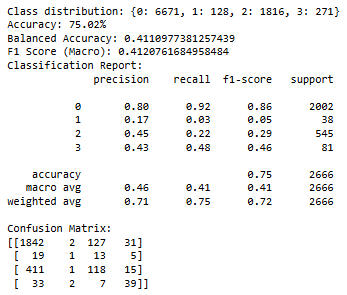 Class distribution: {0: 6671, 1: 128, 2: 1816, 3: 271}
Accuracy: 75.02%
Balanced Accuracy: 0.4110977381257439
F1 Score (Macro): 0.4120761684958484
Classification Report:
              precision    recall  f1-score   support

           0       0.80      0.92      0.86      2002
           1       0.17      0.03      0.05        38
           2       0.45      0.22      0.29       545
           3       0.43      0.48      0.46        81

    accuracy                           0.75      2666
   macro avg       0.46      0.41      0.41      2666
weighted avg       0.71      0.75      0.72      2666

Confusion Matrix:
[[1842    2  127   31]
 [  19    1   13    5]
 [ 411    1  118   15]
 [  33    2    7   39]]